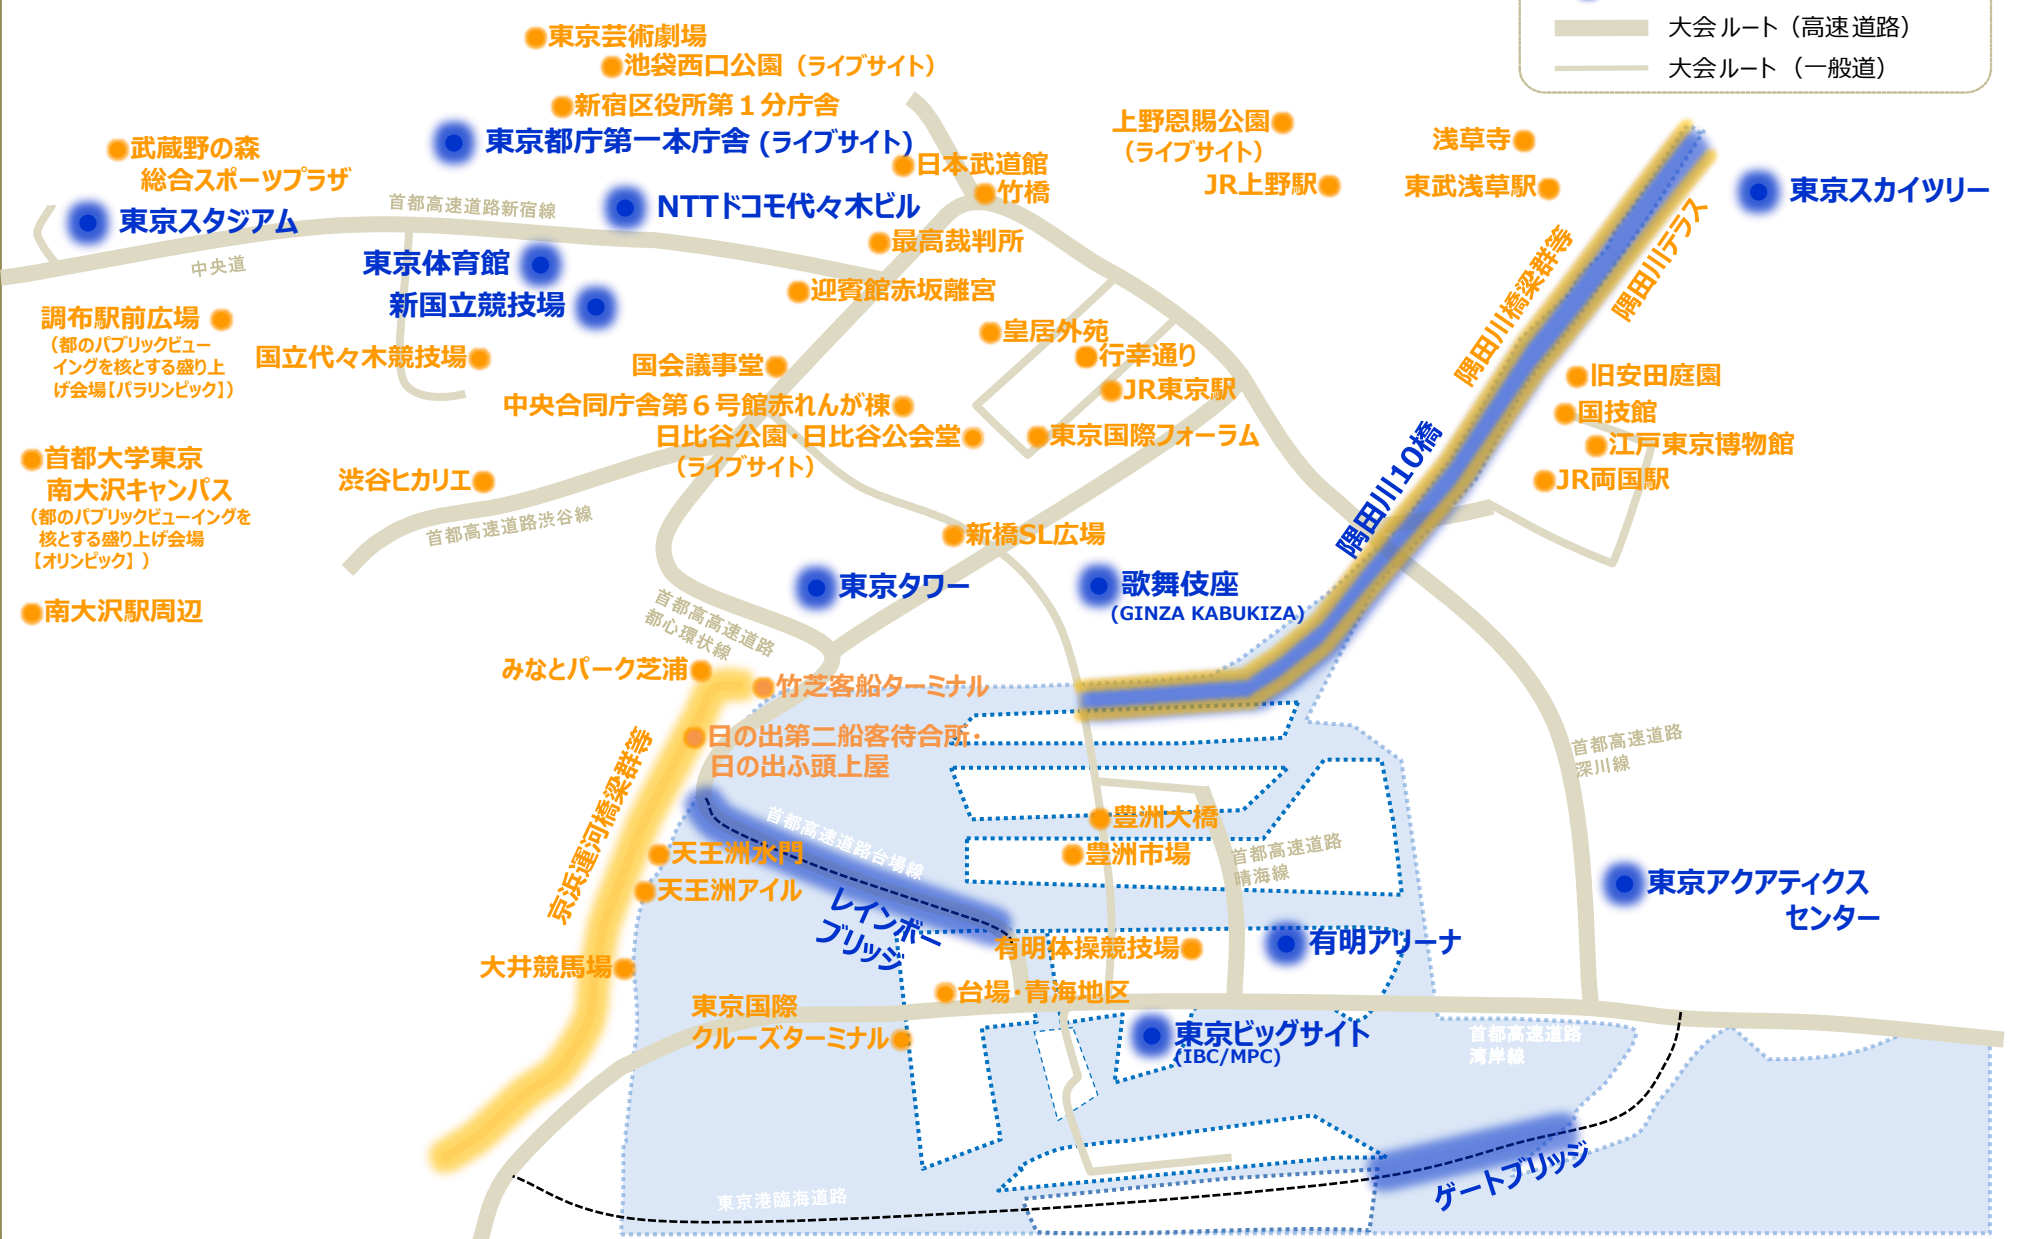 大会ルート（高速道路）
大会ルート（一般道）
東京芸術劇場
池袋西口公園（ライブサイト）
新宿区役所第１分庁舎
東京都庁第一本庁舎(ライブサイト)
武蔵野の森
総合スポーツプラザ
東京スタジアム
首都高速道路新宿線
中央道
NTTドコモ代々木ビル
日本武道館
竹橋
最高裁判所
上野恩賜公園
（ライブサイト）
JR上野駅
浅草寺
東武浅草駅
東京スカイツリー
隅田川橋梁群等
隅田川テラス
東京体育館
新国立競技場
迎賓館赤坂離宮
調布駅前広場
（都のパブリックビュー
イングを核とする盛り上
げ会場【パラリンピック】）
国立代々木競技場
国会議事堂
皇居外苑
行幸通り
JR東京駅
中央合同庁舎第６号館赤れんが棟
日比谷公園・日比谷公会堂
（ライブサイト）
東京国際フォーラム
旧安田庭園
国技館
江戸東京博物館
JR両国駅
隅田川10橋
首都大学東京
南大沢キャンパス
（都のパブリックビューイングを
核とする盛り上げ会場
【オリンピック】）
渋谷ヒカリエ
首都高速道路渋谷線
新橋SL広場
東京タワー
歌舞伎座
(GINZA KABUKIZA)
南大沢駅周辺
首都高高速道路
都心環状線
みなとパーク芝浦
竹芝客船ターミナル
日の出第二船客待合所・
日の出ふ頭上屋
京浜運河橋梁群等
首都高速道路
深川線
首都高速道路台場線
豊洲大橋
豊洲市場
首都高速道路
晴海線
天王洲水門
天王洲アイル
レインボー
ブリッジ
東京アクアティクス
センター
有明体操競技場
有明アリーナ
大井競馬場
台場・青海地区
東京国際
クルーズターミナル
東京ビッグサイト
(IBC/MPC)
首都高速道路
湾岸線
ゲートブリッジ
東京港臨海道路